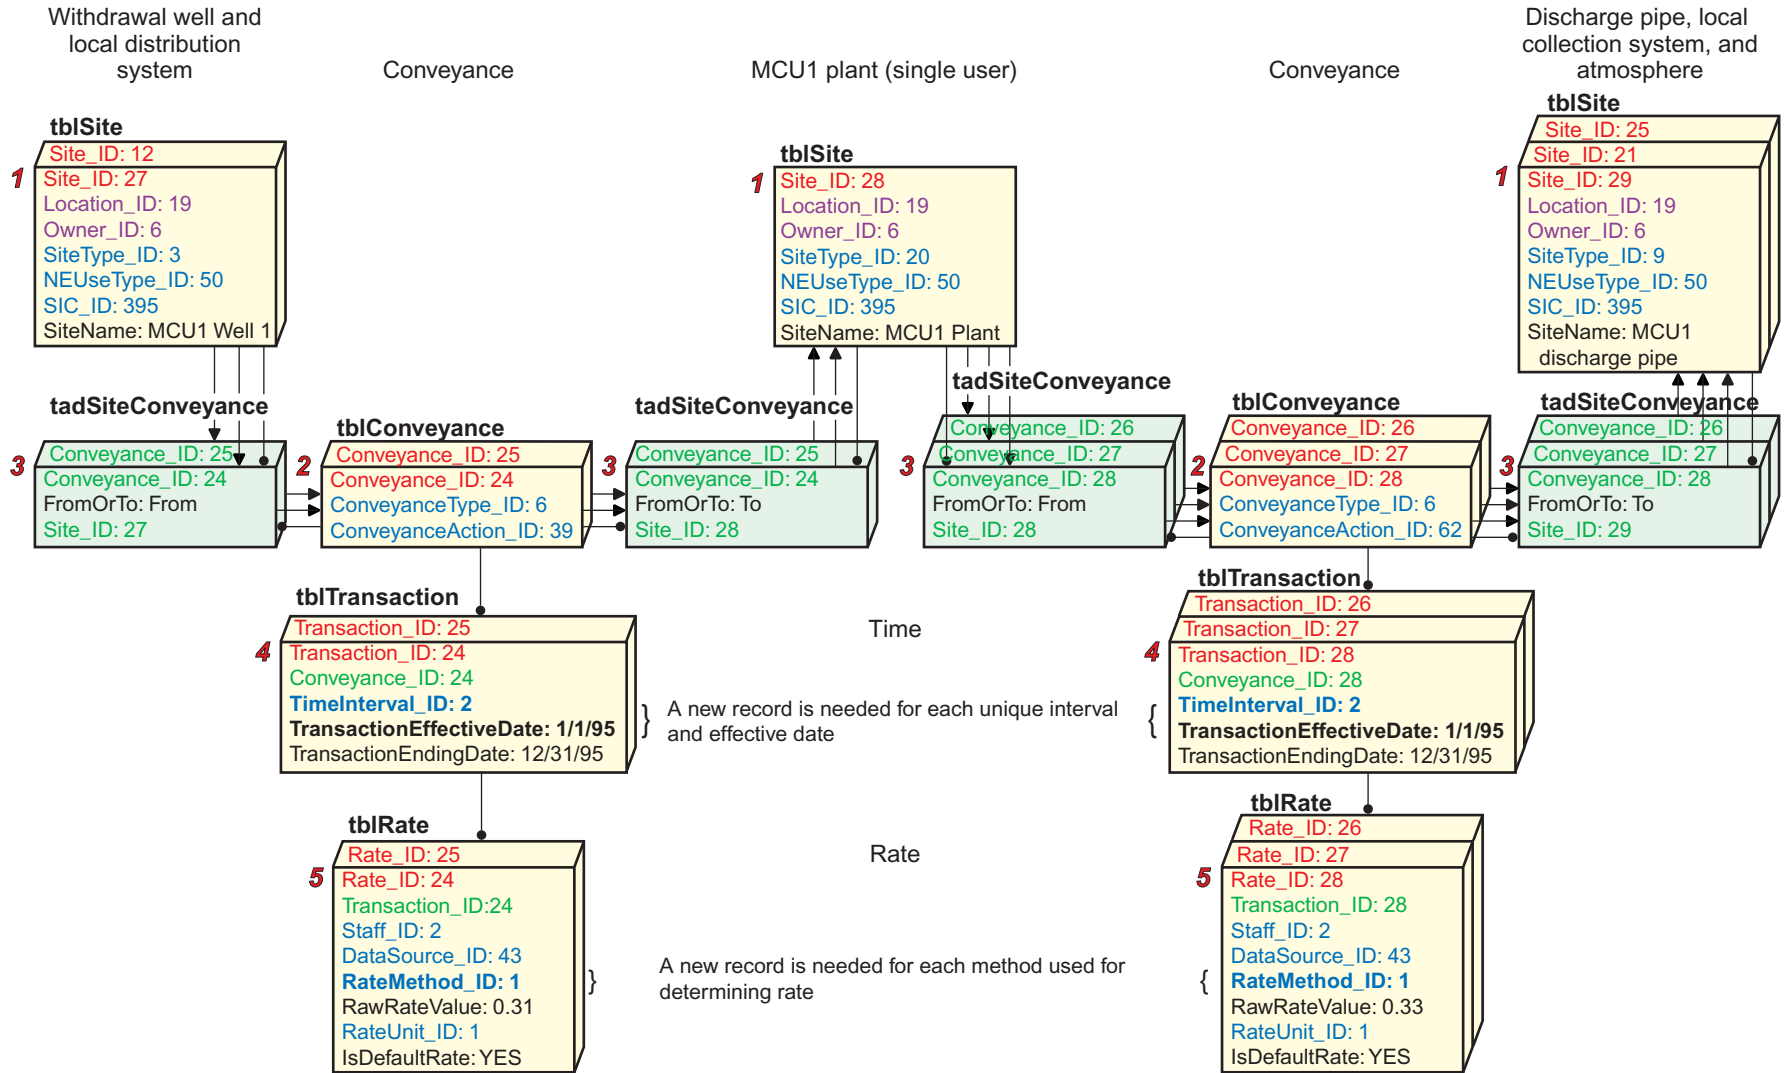 Withdrawal well and
local distribution
system
Conveyance
MCU1 plant (single user)
Conveyance
Discharge pipe, local
collection system, and
atmosphere
tblSite
Site_ID: 12
1
Site_ID: 27
Location_ID: 19
Owner_ID: 6
SiteType_ID: 3
NEUseType_ID: 50
SIC_ID: 395
SiteName: MCU1 Well 1
tblSite
1
Site_ID: 28
Location_ID: 19
Owner_ID: 6
SiteType_ID: 20
NEUseType_ID: 50
SIC_ID: 395
SiteName: MCU1 Plant
tblSite
Site_ID: 25
Site_ID: 21
1
Site_ID: 29
Location_ID: 19
Owner_ID: 6
SiteType_ID: 9
NEUseType_ID: 50
SIC_ID: 395
SiteName: MCU1
discharge pipe
tadSiteConveyance
Conveyance_ID: 25
3
Conveyance_ID: 24
FromOrTo: From
Site_ID: 27
tblConveyance
Conveyance_ID: 25
2
Conveyance_ID: 24
ConveyanceType_ID: 6
ConveyanceAction_ID: 39
tadSiteConveyance
Conveyance_ID: 25
3
Conveyance_ID: 24
FromOrTo: To
Site_ID: 28
tadSiteConveyance
Conveyance_ID: 26
Conveyance_ID: 27
3
Conveyance_ID: 28
FromOrTo: From
Site_ID: 28
tblConveyance
Conveyance_ID: 26
Conveyance_ID: 27
2
Conveyance_ID: 28
ConveyanceType_ID: 6
ConveyanceAction_ID: 62
tadSiteConveyance
Conveyance_ID: 26
Conveyance_ID: 27
3
Conveyance_ID: 28
FromOrTo: To
Site_ID: 29
tblTransaction
Transaction_ID: 25
4
Transaction_ID: 24
Conveyance_ID: 24
TimeInterval_ID: 2
TransactionEffectiveDate: 1/1/95
TransactionEndingDate: 12/31/95
Time
} A new record is needed for each unique interval {
and effective date
tblTransaction
Transaction_ID: 26
Transaction_ID: 27
4
Transaction_ID: 28
Conveyance_ID: 28
TimeInterval_ID: 2
TransactionEffectiveDate: 1/1/95
TransactionEndingDate: 12/31/95
tblRate
Rate_ID: 25
5
Rate_ID: 24
Transaction_ID:24
Staff_ID: 2
DataSource_ID: 43
RateMethod_ID: 1
RawRateValue: 0.31
RateUnit_ID: 1
IsDefaultRate: YES
Rate
} A new record is needed for each method used for {
determining rate
tblRate
Rate_ID: 26
Rate_ID: 27
5
Rate_ID: 28
Transaction_ID: 28
Staff_ID: 2
DataSource_ID: 43
RateMethod_ID: 1
RawRateValue: 0.33
RateUnit_ID: 1
IsDefaultRate: YES